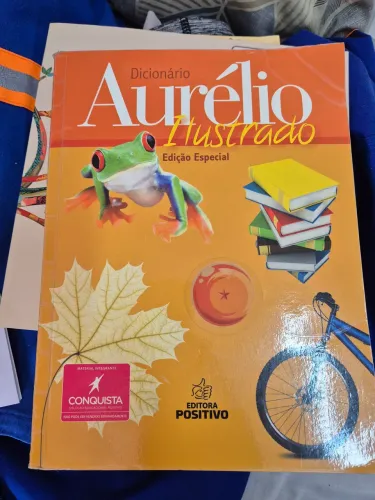 Dicionário
Aurélio
Ilustrado
Edição Especial
CONQUISTA
EDITORA
POSITIVO